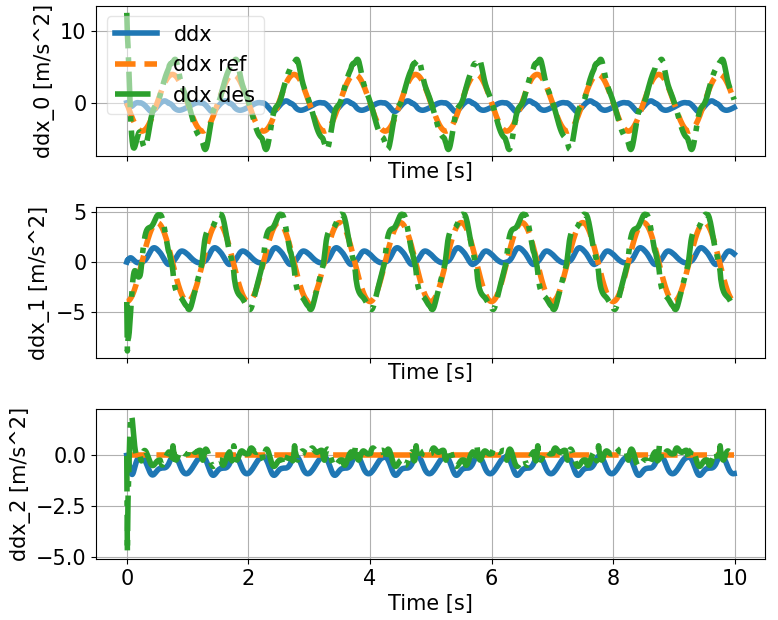 ddx_0 [m/s^2]
10
0
ddx
ddx ref
ddx des
Time [s]
ddx_1 [m/s^2]
5
0
−5
Time [s]
ddx_2 [m/s^2]
0.0
−2.5
−5.0
0 2 4 6 8 10
Time [s]